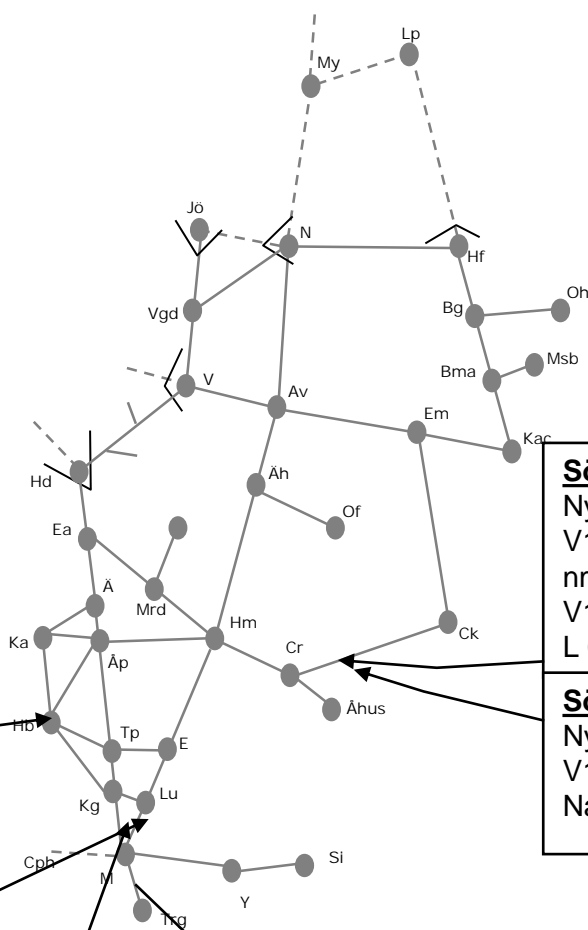 Lp
My
Jö
N
Hf
Vgd
Bg
Oh
Msb
Bma
V
Av
Em
Kac
Hd
Äh
Of
Ea
Ä
Mrd
Ka
Åp
Hm
Cr
Ck
Åhus
Hb
Tp
E
Kg
Lu
Cph
M
Si
Y
Trg
Sö
Ny
V1
nr
V1
L
Sö
Ny
V1
Na